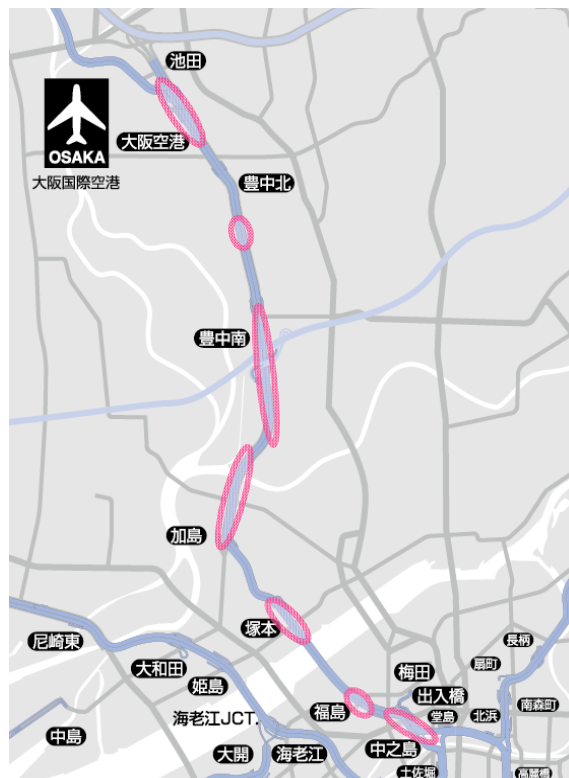 池田
大阪空港
OSAKA
大阪国際空港
豊中北
豊中南
加島
塚本
尼崎東
大和田
姫島
梅田
出入橋
扇町
長柄
福島
堂島
北浜
南森町
海老江JCT.
中島
大開
海老江
中之島
土佐堀
高麗橋